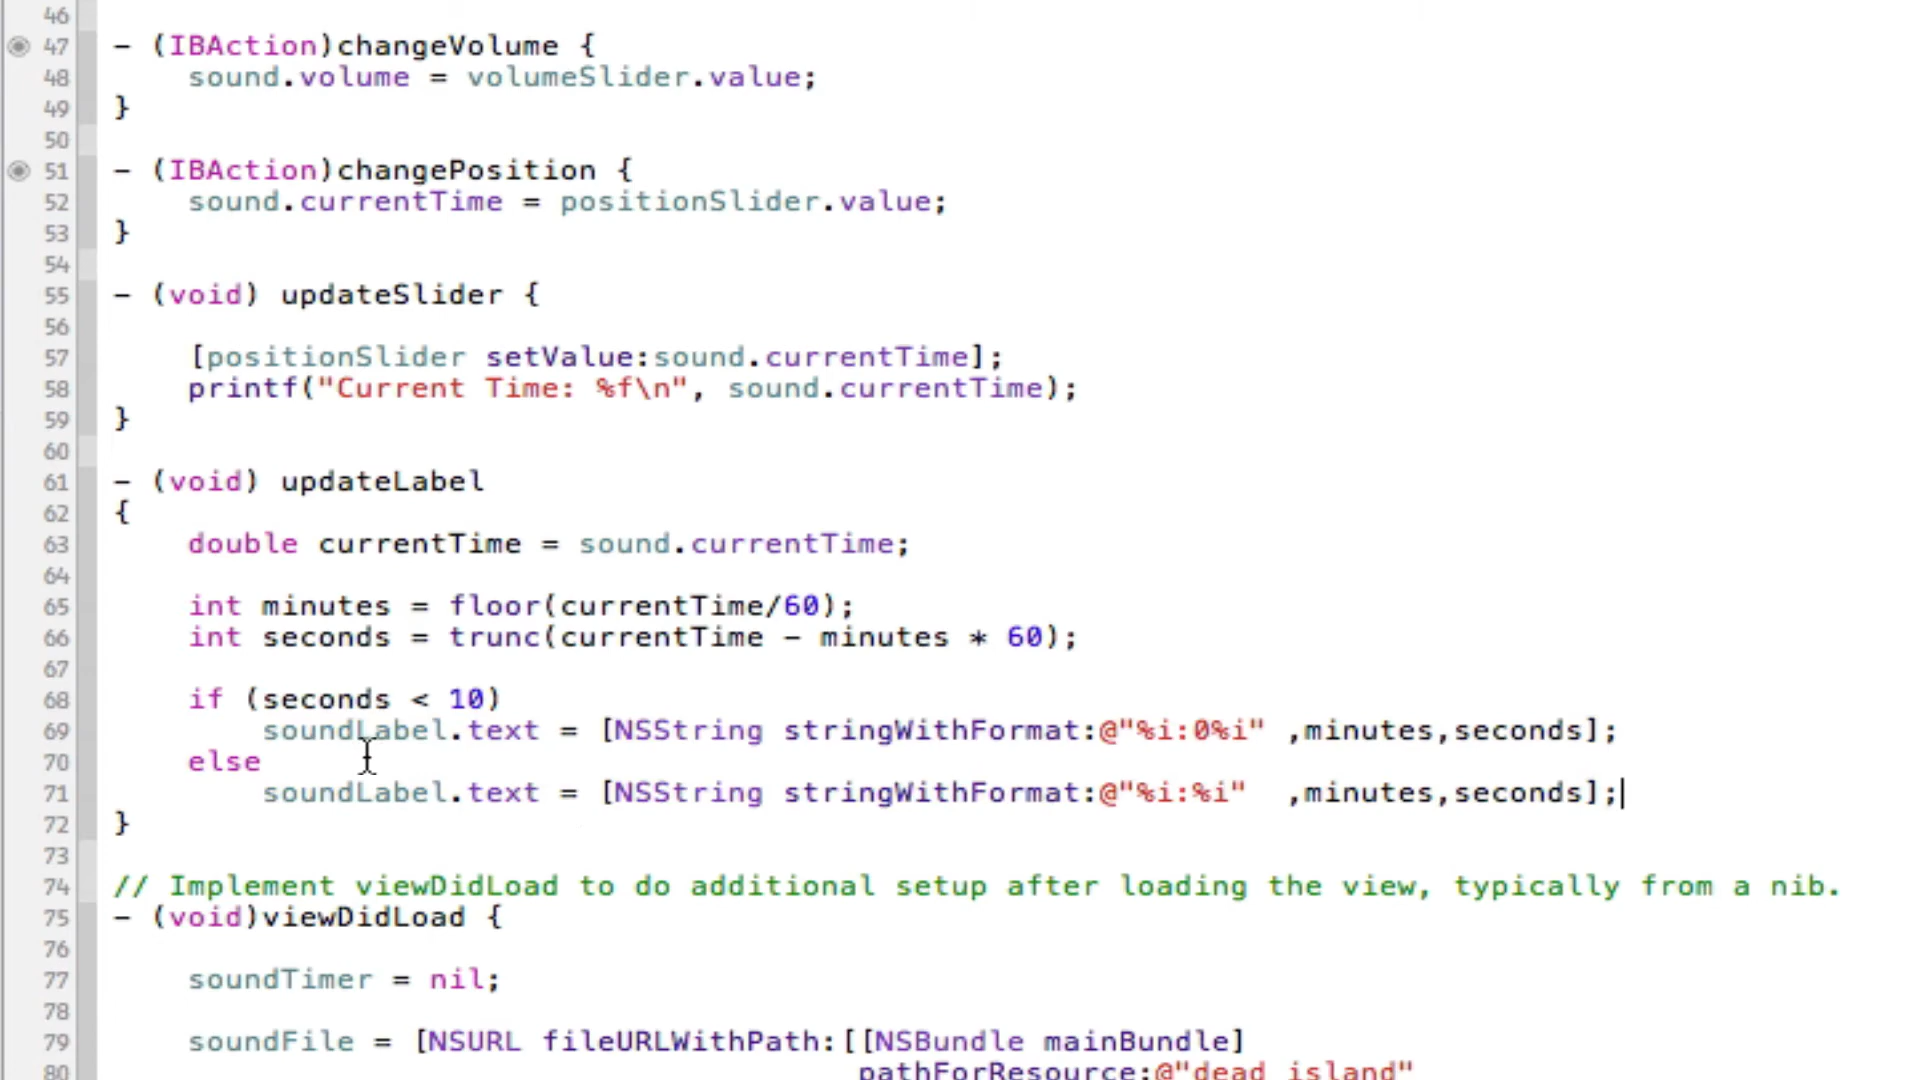 46
47 - (IBAction)changeVolume {
48 sound.volume = volumeSlider.value;
49 }
50
51 - (IBAction)changePosition {
52 sound.currentTime = positionSlider.value;
53 }
54
55 - (void) updateSlider {
56
57 [positionSlider setValue:sound.currentTime];
58 printf("Current Time: %f\n", sound.currentTime);
59 }
60
61 - (void) updateLabel
62 {
63 double currentTime = sound.currentTime;
64
65 int minutes = floor(currentTime/60);
66 int seconds = trunc(currentTime - minutes * 60);
67
68 if (seconds < 10)
69 soundLabel.text = [NSString stringWithFormat:@"%i:0%i" ,minutes,seconds];
70 else
71 soundLabel.text = [NSString stringWithFormat:@"%i:%i" ,minutes,seconds];
72 }
73
74 // Implement viewDidLoad to do additional setup after loading the view, typically from a nib.
75 - (void)viewDidLoad {
76
77 soundTimer = nil;
78
79 soundFile = [NSURL fileURLWithPath:[[NSBundle mainBundle]
80 pathForResource:@"dead island"